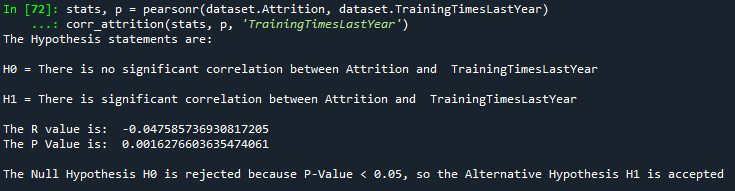 In [72]: stats, p = pearsonr(dataset.Attrition, dataset.TrainingTimesLastYear)
...: corr_attrition(stats, p, 'TrainingTimesLastYear')
The Hypothesis statements are:
H0 = There is no significant correlation between Attrition and  TrainingTimesLastYear
H1 = There is significant correlation between Attrition and  TrainingTimesLastYear
The R value is:  -0.047585736930817205
The P Value is:  0.0016276603635474061
The Null Hypothesis H0 is rejected because P-Value < 0.05, so the Alternative Hypothesis H1 is accepted